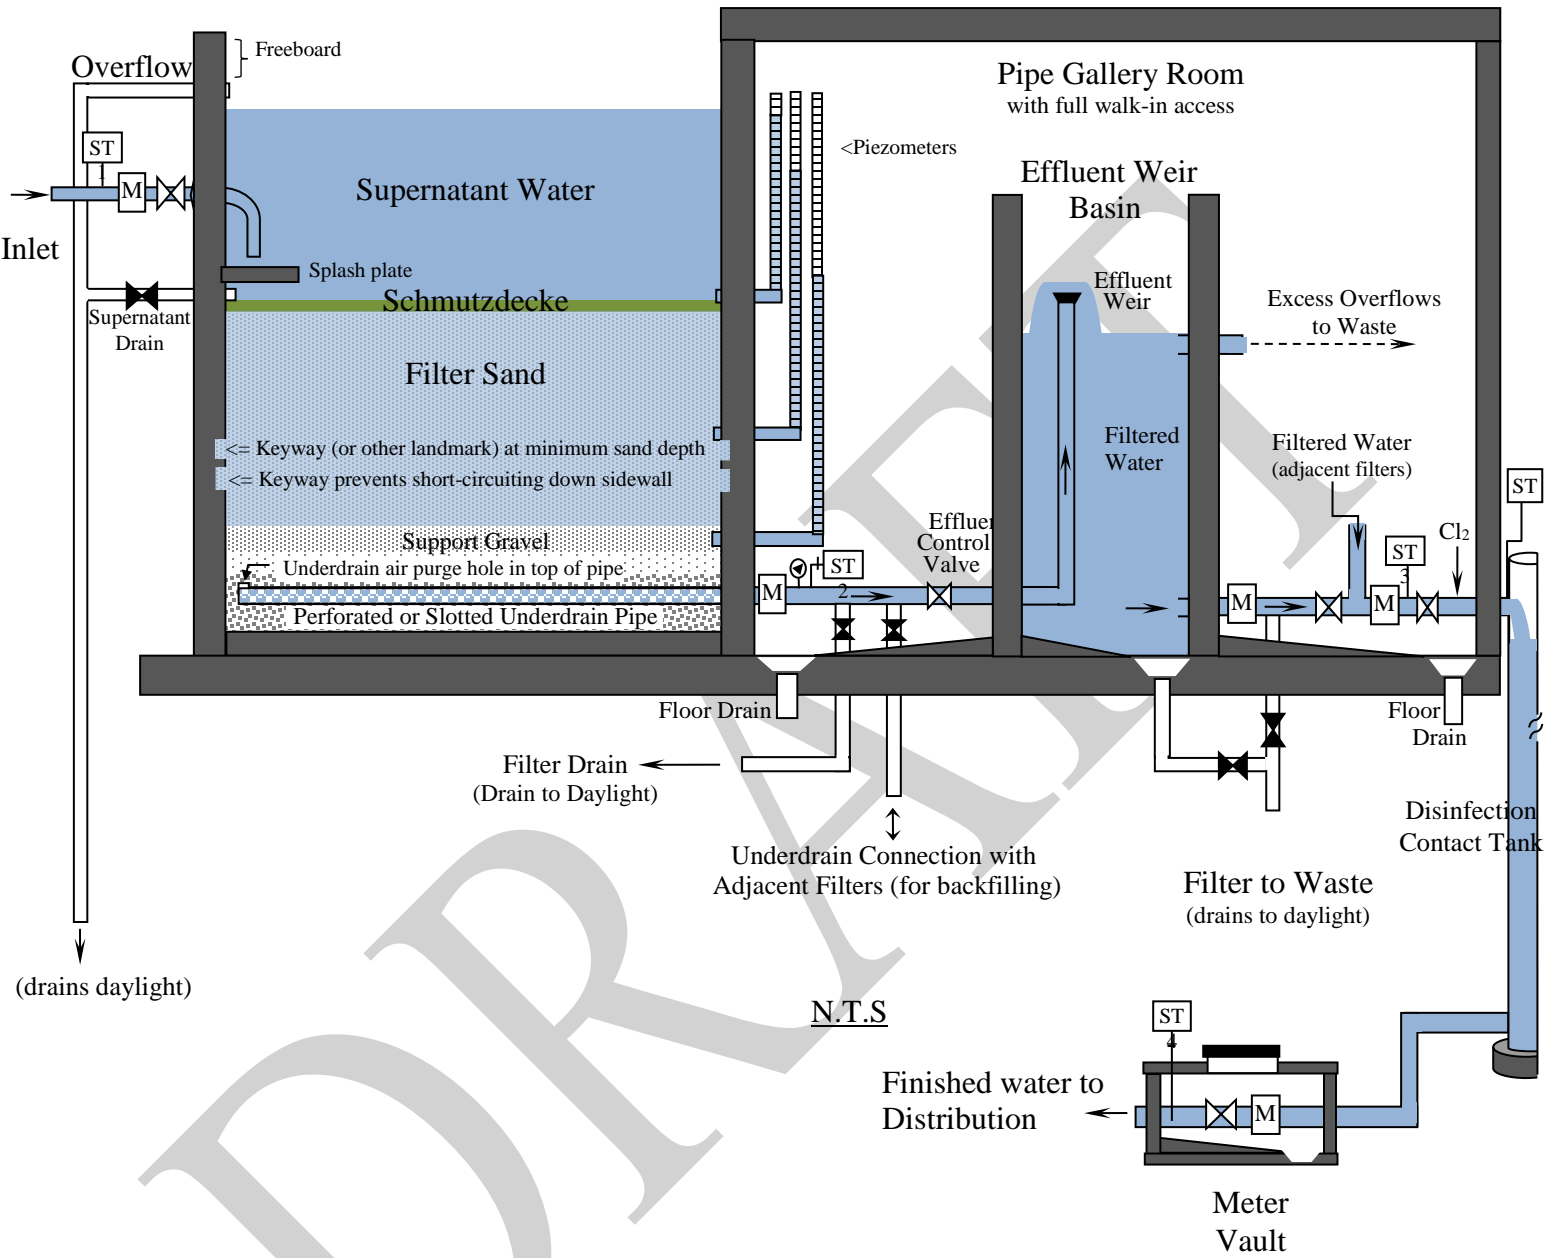 Freeboard
Overflow
Pipe Gallery Room
with full walk-in access
ST
1
M
<Piezometers
Supernatant Water
Effluent Weir
Basin
Inlet
Splash plate
Schmutzdecke
Effluent
Weir
Excess Overflows
to Waste
Supernatant
Drain
Filter Sand
<= Keyway (or other landmark) at minimum sand depth
<= Keyway prevents short-circuiting down sidewall
Filtered
Water
Filtered Water
(adjacent filters)
ST
Support Gravel
Underdrain air purge hole in top of pipe
Perforated or Slotted Underdrain Pipe
M
ST
2
Effluen
Control
Valve
M
M
ST
3
Cl2
Floor Drain
Floor
Drain
Filter Drain
(Drain to Daylight)
Underdrain Connection with
Adjacent Filters (for backfilling)
Filter to Waste
(drains to daylight)
Disinfection
Contact Tank
(drains daylight)
N.T.S
ST
4
M
Finished water to
Distribution
Meter
Vault
DRAFT